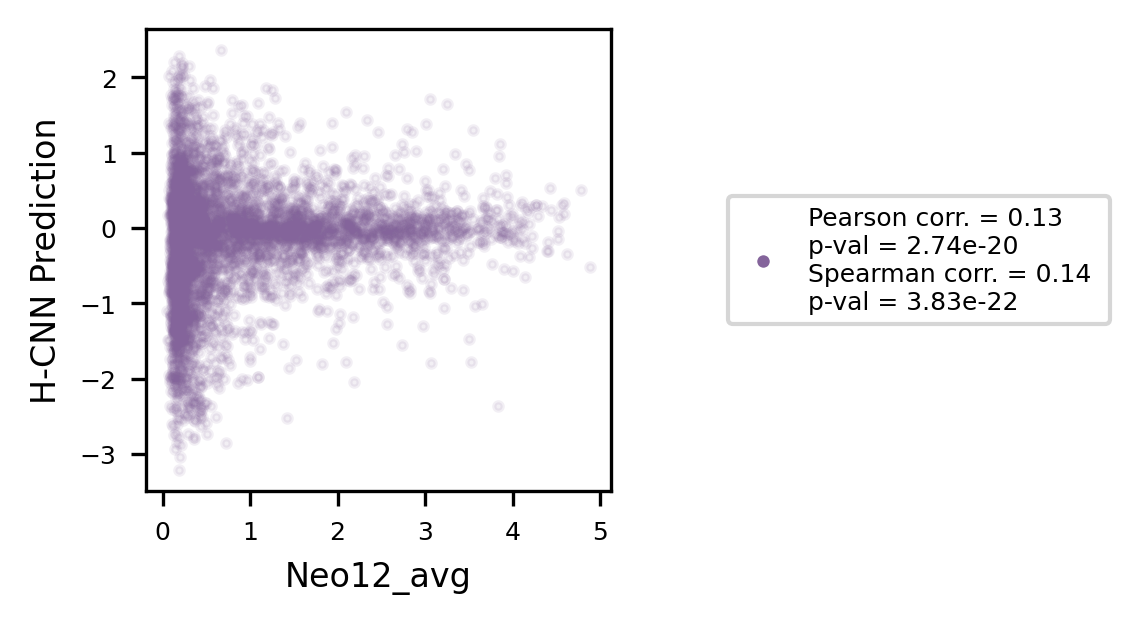 H-CNN Prediction
2
1
0
−1
−2
−3
0 1 2 3 4 5
Neo12_avg
Pearson corr. = 0.13
p-val = 2.74e-20
Spearman corr. = 0.14
p-val = 3.83e-22